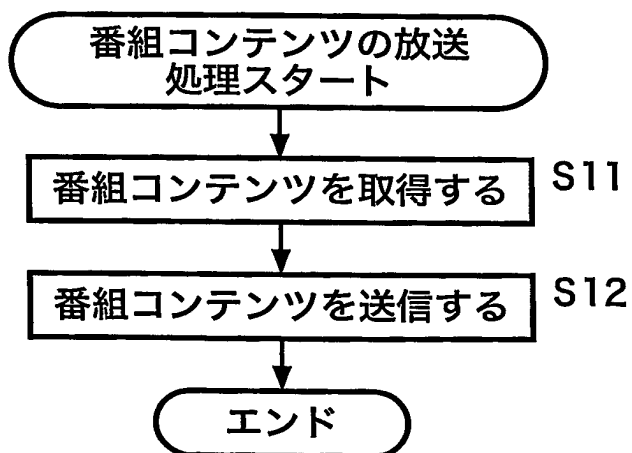 番組コンテンツの放送
処理スタート
番組コンテンツを取得する
S11
番組コンテンツを送信する
S12
エンド